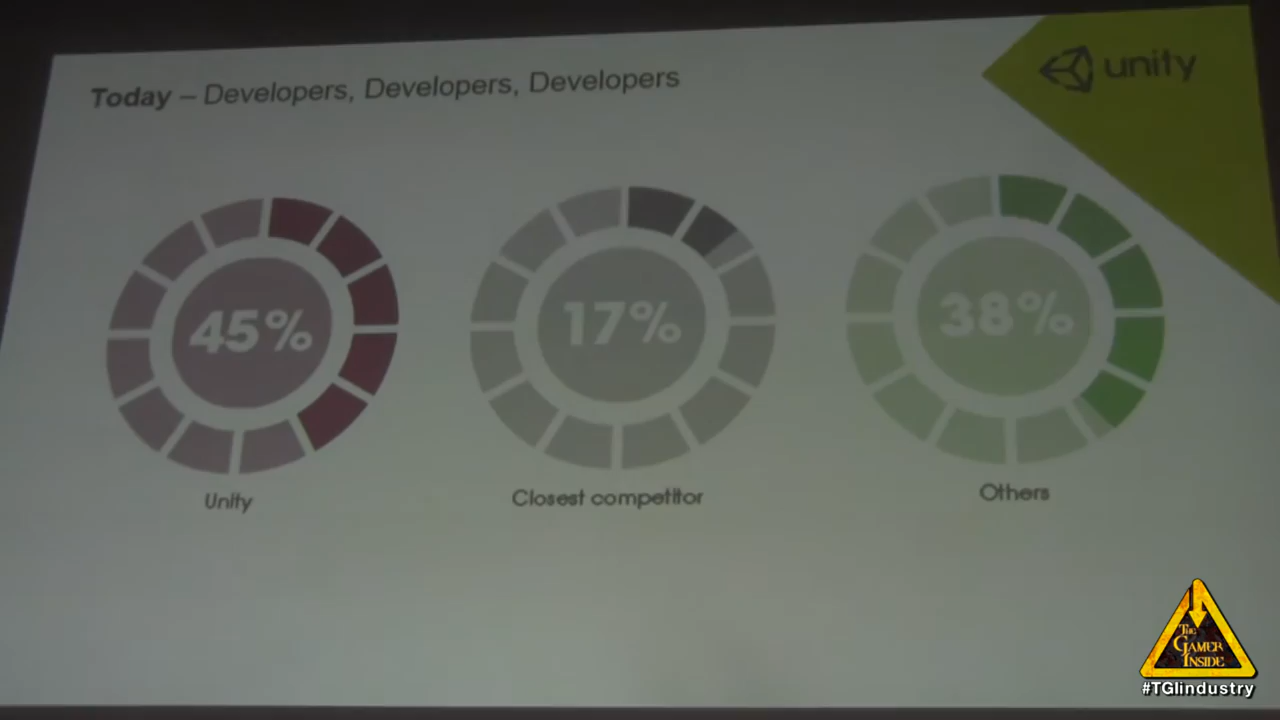 Today – Developers, Developers, Developers
unity
45%
17%
38%
Unity
Closest competitor
Others
THE
GAMER
INSIDE
#TGIindustry